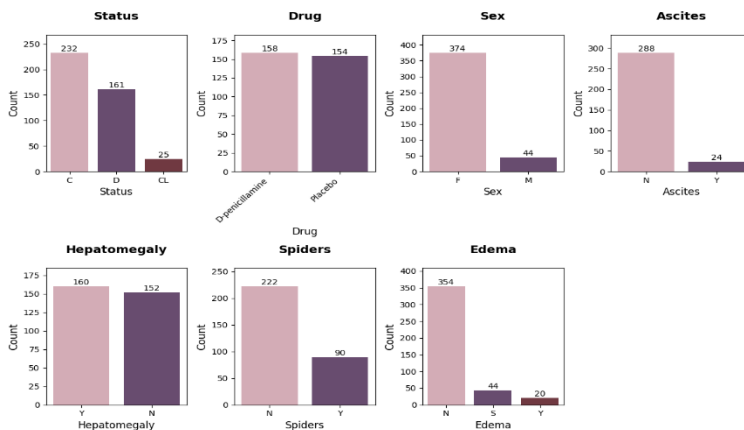 Status
232
161
25
250
200
150
100
50
0
Count
C D CL
Status
Drug
158
154
175
150
125
100
75
50
25
0
Count
D-penicillamine
Placebo
Drug
Sex
374
44
400
350
300
250
200
150
100
50
0
Count
F M
Sex
Ascites
288
24
300
250
200
150
100
50
0
Count
N Y
Ascites
Hepatomegaly
160
152
175
150
125
100
75
50
25
0
Count
Y N
Hepatomegaly
Spiders
222
90
250
200
150
100
50
0
Count
N Y
Spiders
Edema
354
44
20
400
350
300
250
200
150
100
50
0
Count
N S Y
Edema